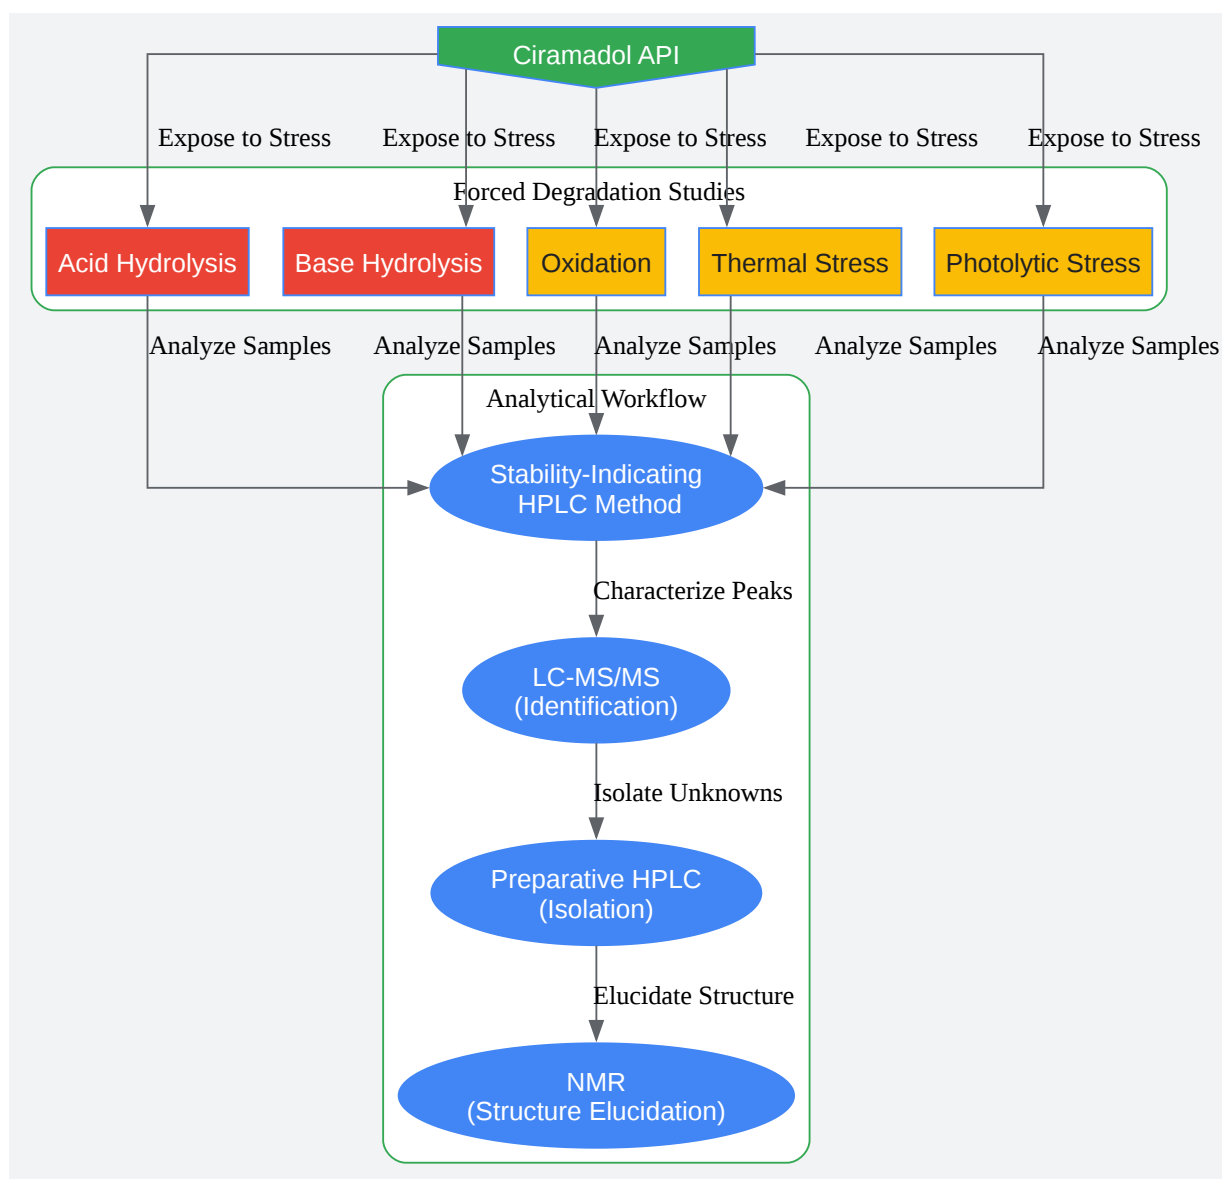 Ciramadol API
Expose to Stress
Expose to Stress
Expose to Stress
Expose to Stress
Expose to Stress
Forced Degradation Studies
Acid Hydrolysis
Base Hydrolysis
Oxidation
Thermal Stress
Photolytic Stress
Analyze Samples
Analyze Samples
Analyze Samples
Analyze Samples
Analyze Samples
Analytical Workflow
Stability-Indicating
HPLC Method
Characterize Peaks
LC-MS/MS
(Identification)
Isolate Unknowns
Preparative HPLC
(Isolation)
Elucidate Structure
NMR
(Structure Elucidation)